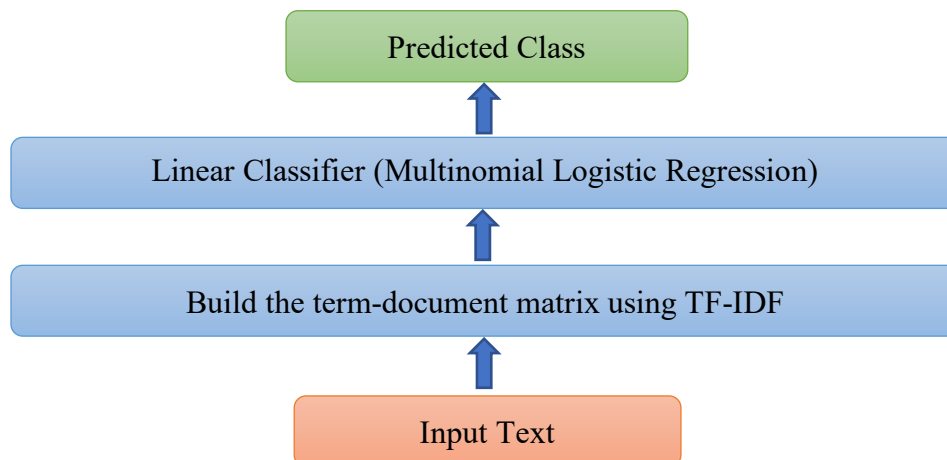 Predicted Class
Linear Classifier (Multinomial Logistic Regression)
Build the term-document matrix using TF-IDF
Input Text